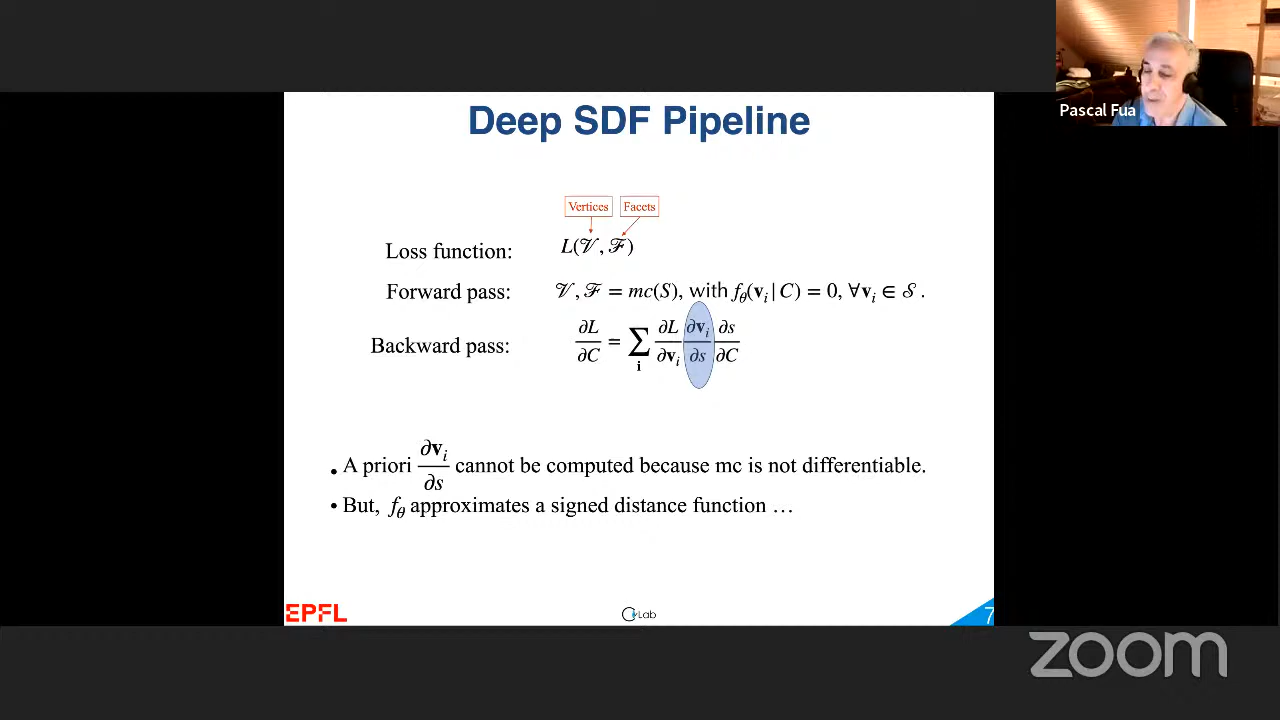 Pascal Fua
Deep SDF Pipeline
Vertices Facets
Loss function: L(𝒱, ℱ)
Forward pass: 𝒱, ℱ = mc(S), with f_θ(v_i | C) = 0, ∀v_i ∈ 𝒮.
Backward pass: ∂L/∂C = ∑_i ∂L/∂v_i ∂v_i/∂s ∂s/∂C
• A priori ∂v_i/∂s cannot be computed because mc is not differentiable.
• But, f_θ approximates a signed distance function …
EPFL
CvLab
7
zoom